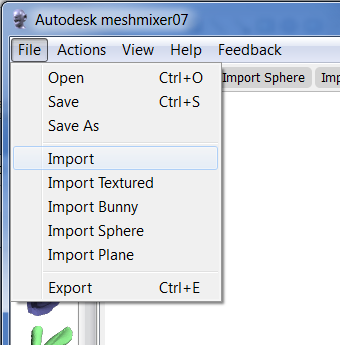 Autodesk meshmixer07
File Actions View Help Feedback
Open Ctrl+O
Save Ctrl+S
Save As
Import
Import Textured
Import Bunny
Import Sphere
Import Plane
Export Ctrl+E
Import Sphere